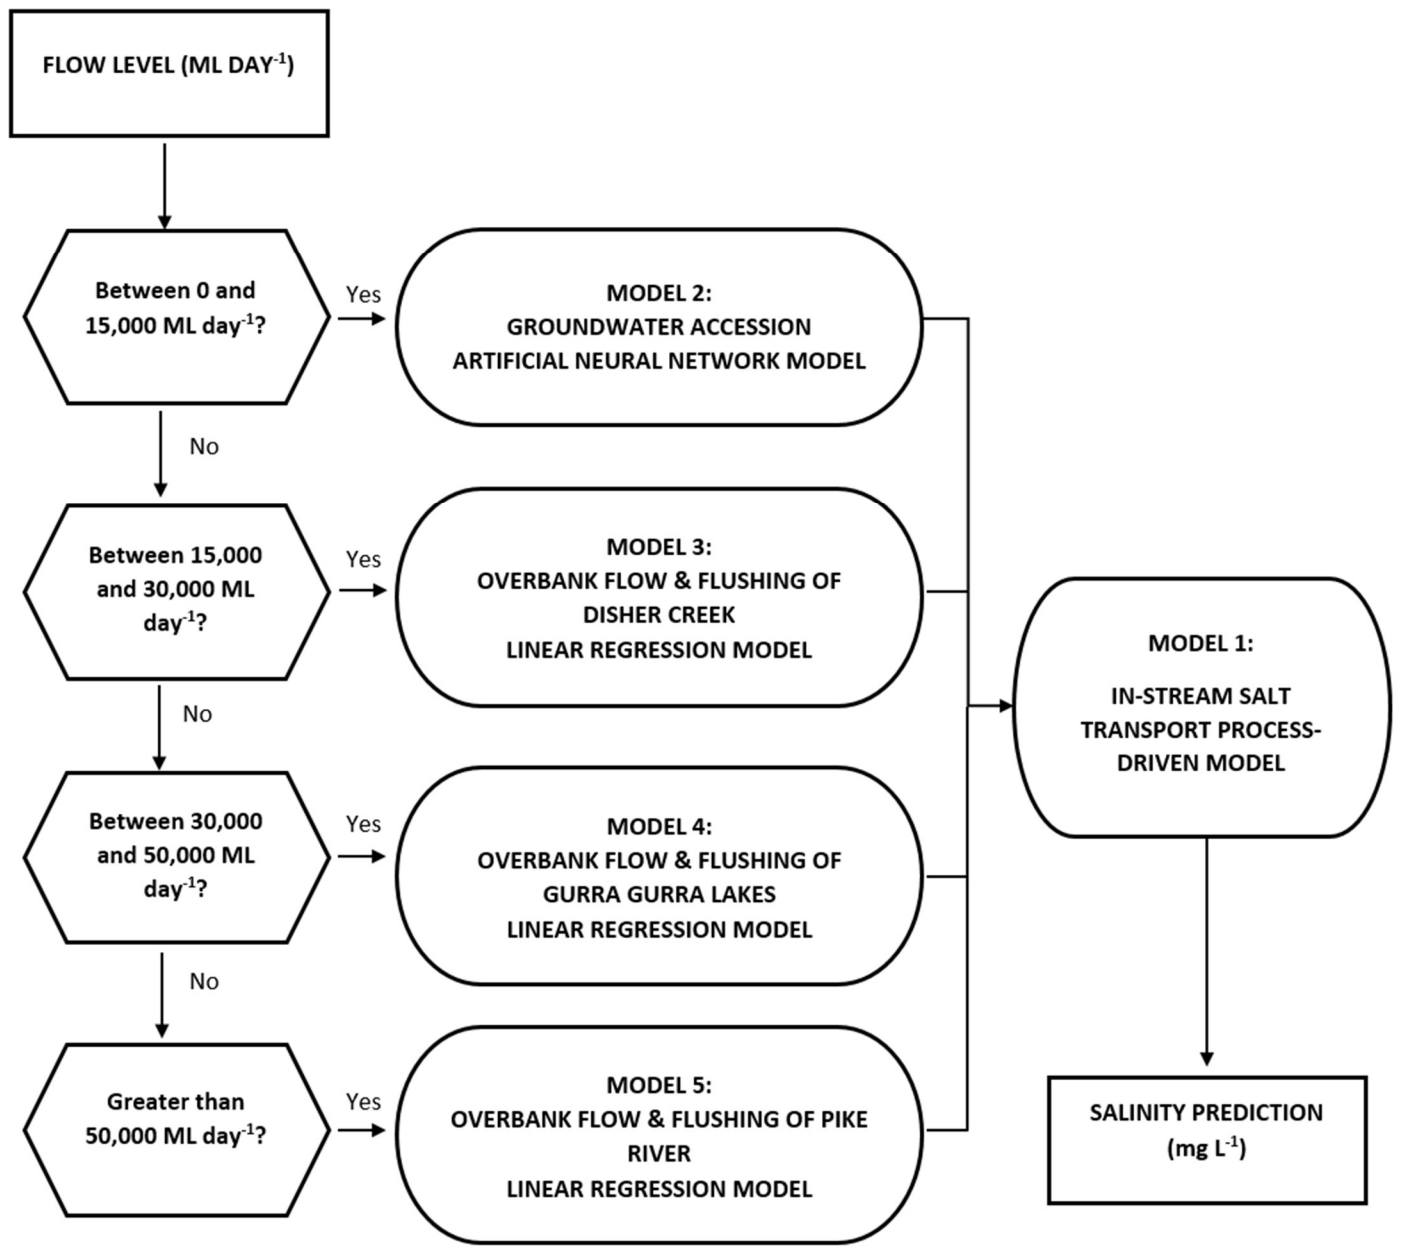 FLOW LEVEL (ML DAY⁻¹)
Between 0 and
15,000 ML day⁻¹?
Yes
MODEL 2:
GROUNDWATER ACCESSION
ARTIFICIAL NEURAL NETWORK MODEL
No
Between 15,000
and 30,000 ML
day⁻¹?
Yes
MODEL 3:
OVERBANK FLOW & FLUSHING OF
DISHER CREEK
LINEAR REGRESSION MODEL
No
Between 30,000
and 50,000 ML
day⁻¹?
Yes
MODEL 4:
OVERBANK FLOW & FLUSHING OF
GURRA GURRA LAKES
LINEAR REGRESSION MODEL
No
Greater than
50,000 ML day⁻¹?
Yes
MODEL 5:
OVERBANK FLOW & FLUSHING OF PIKE
RIVER
LINEAR REGRESSION MODEL
MODEL 1:
IN-STREAM SALT
TRANSPORT PROCESS-
DRIVEN MODEL
SALINITY PREDICTION
(mg L⁻¹)